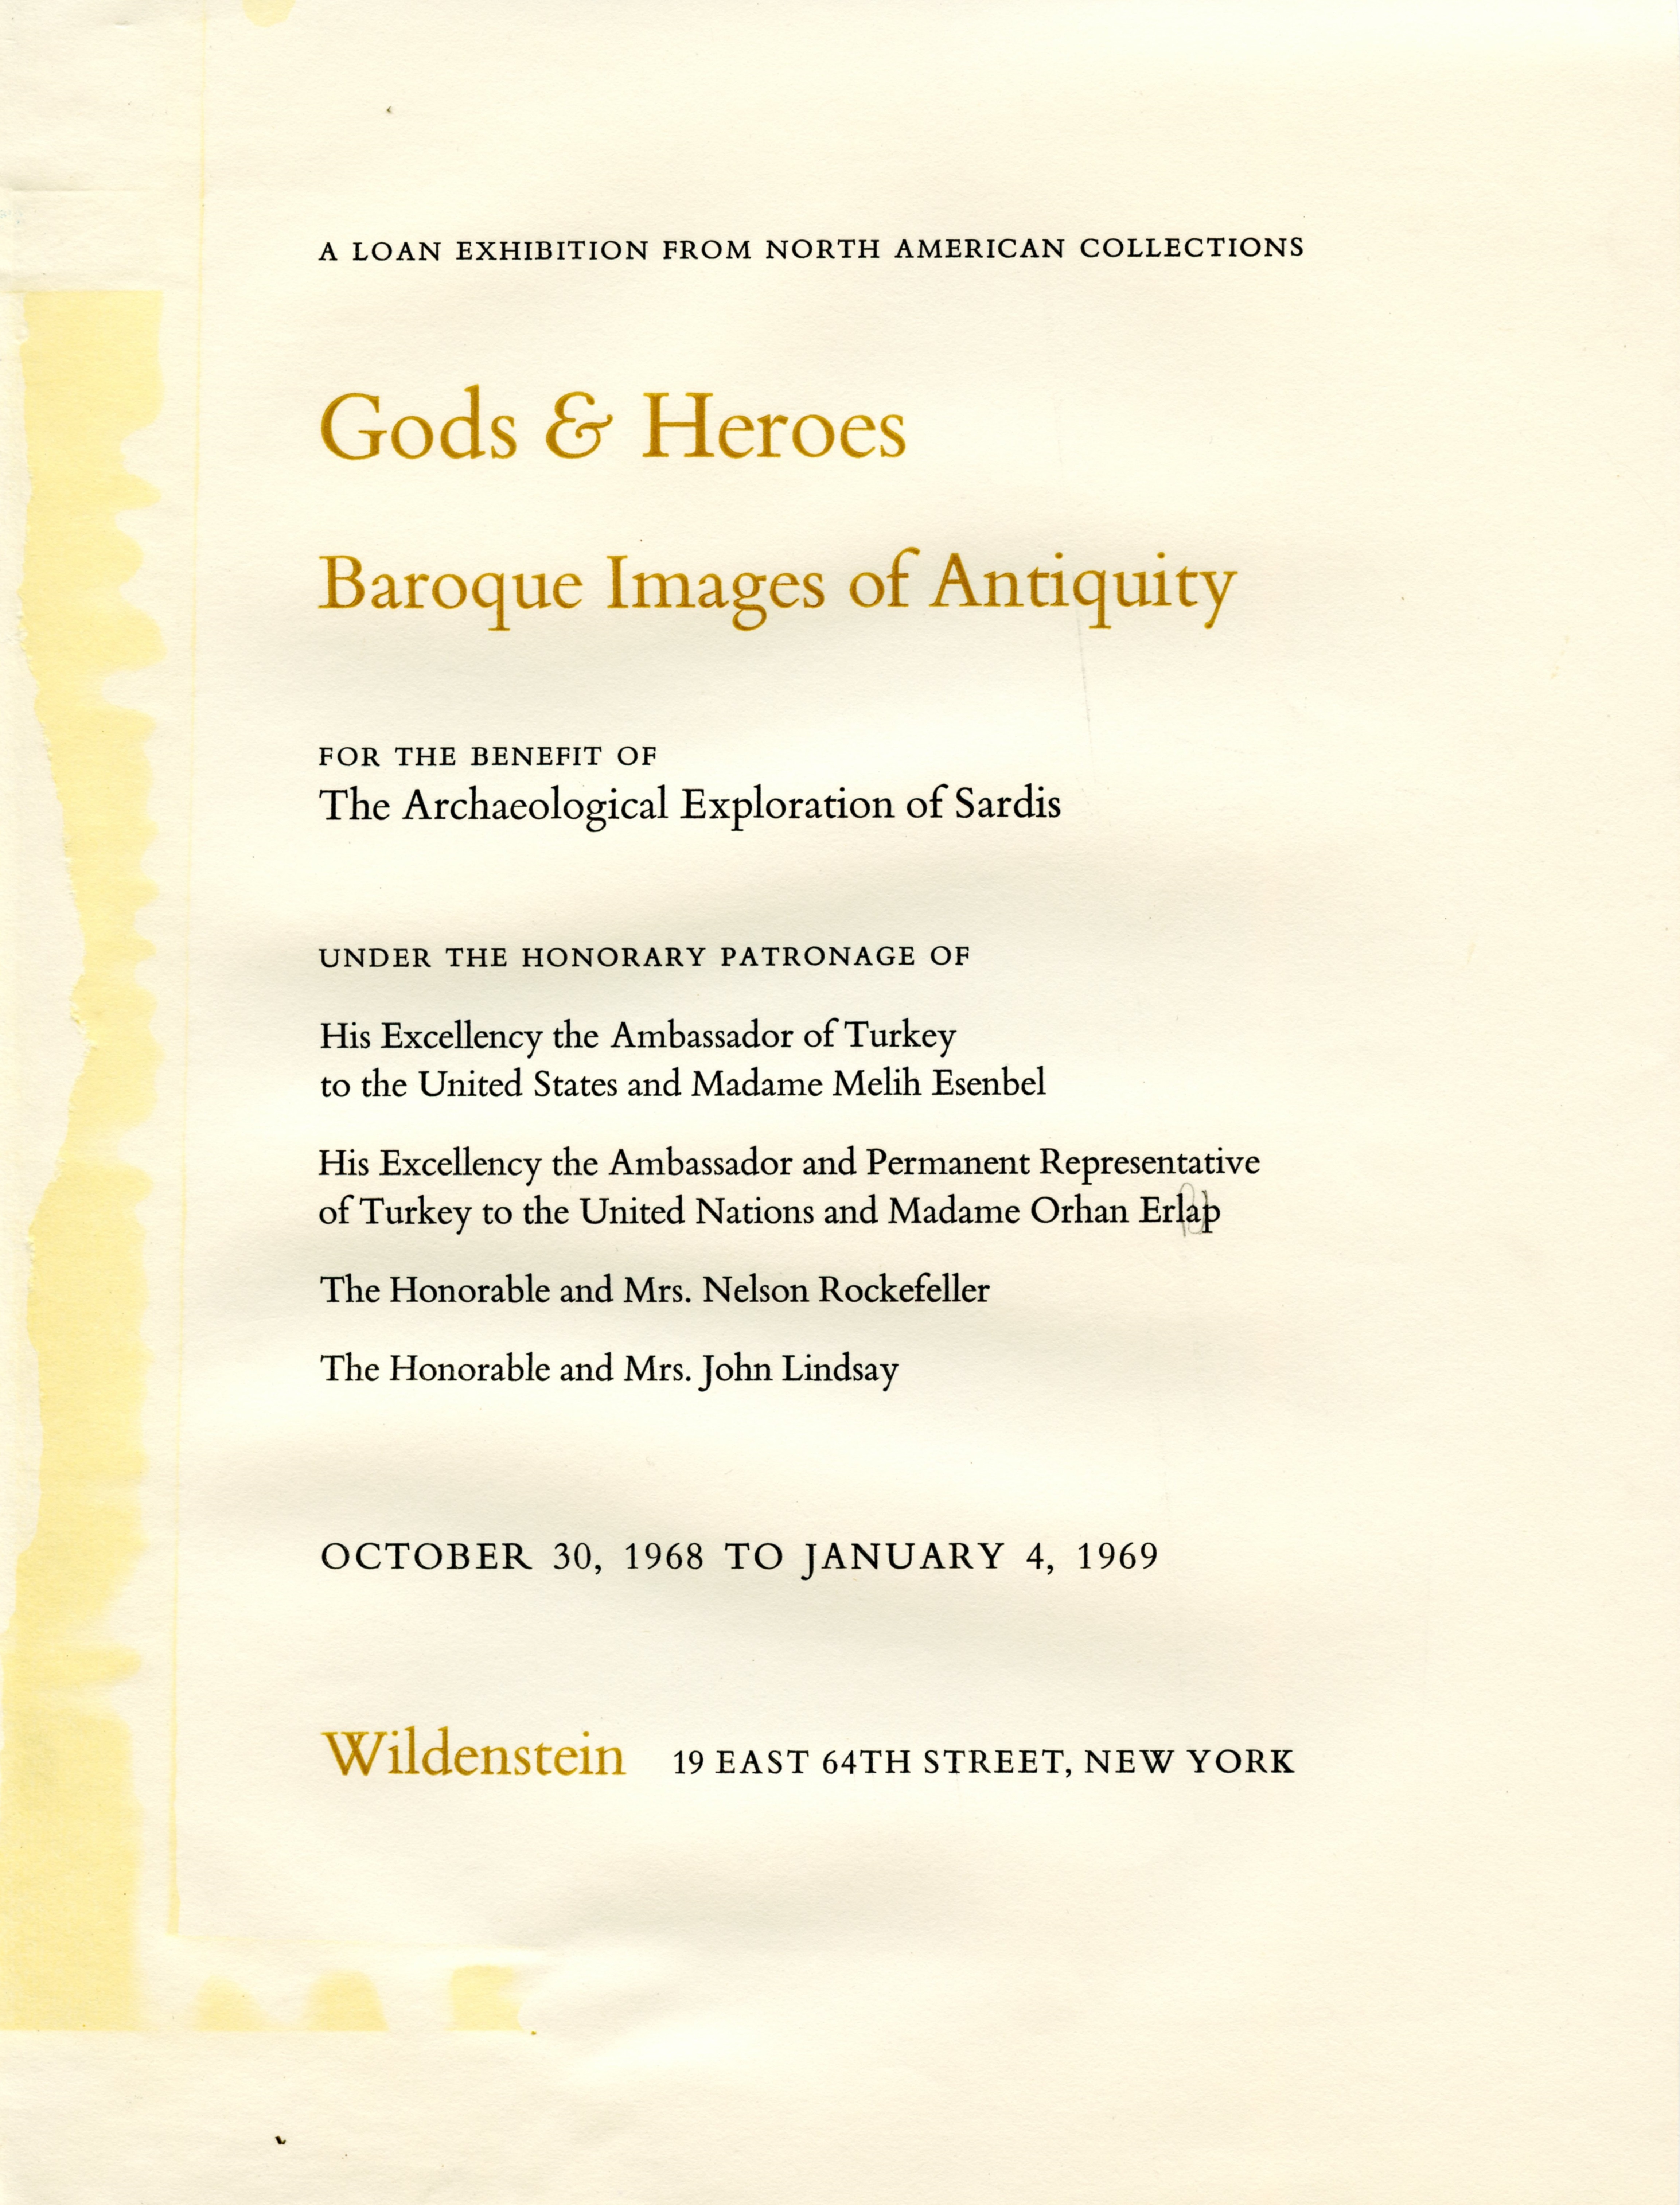 A LOAN EXHIBITION FROM NORTH AMERICAN COLLECTIONS
Gods & Heroes
Baroque Images of Antiquity
FOR THE BENEFIT OF
The Archaeological Exploration of Sardis
UNDER THE HONORARY PATRONAGE OF
His Excellency the Ambassador of Turkey
to the United States and Madame Melih Esenbel
His Excellency the Ambassador and Permanent Representative
of Turkey to the United Nations and Madame Orhan Erlap
The Honorable and Mrs. Nelson Rockefeller
The Honorable and Mrs. John Lindsay
OCTOBER 30, 1968 TO JANUARY 4, 1969
Wildenstein 19 EAST 64TH STREET, NEW YORK